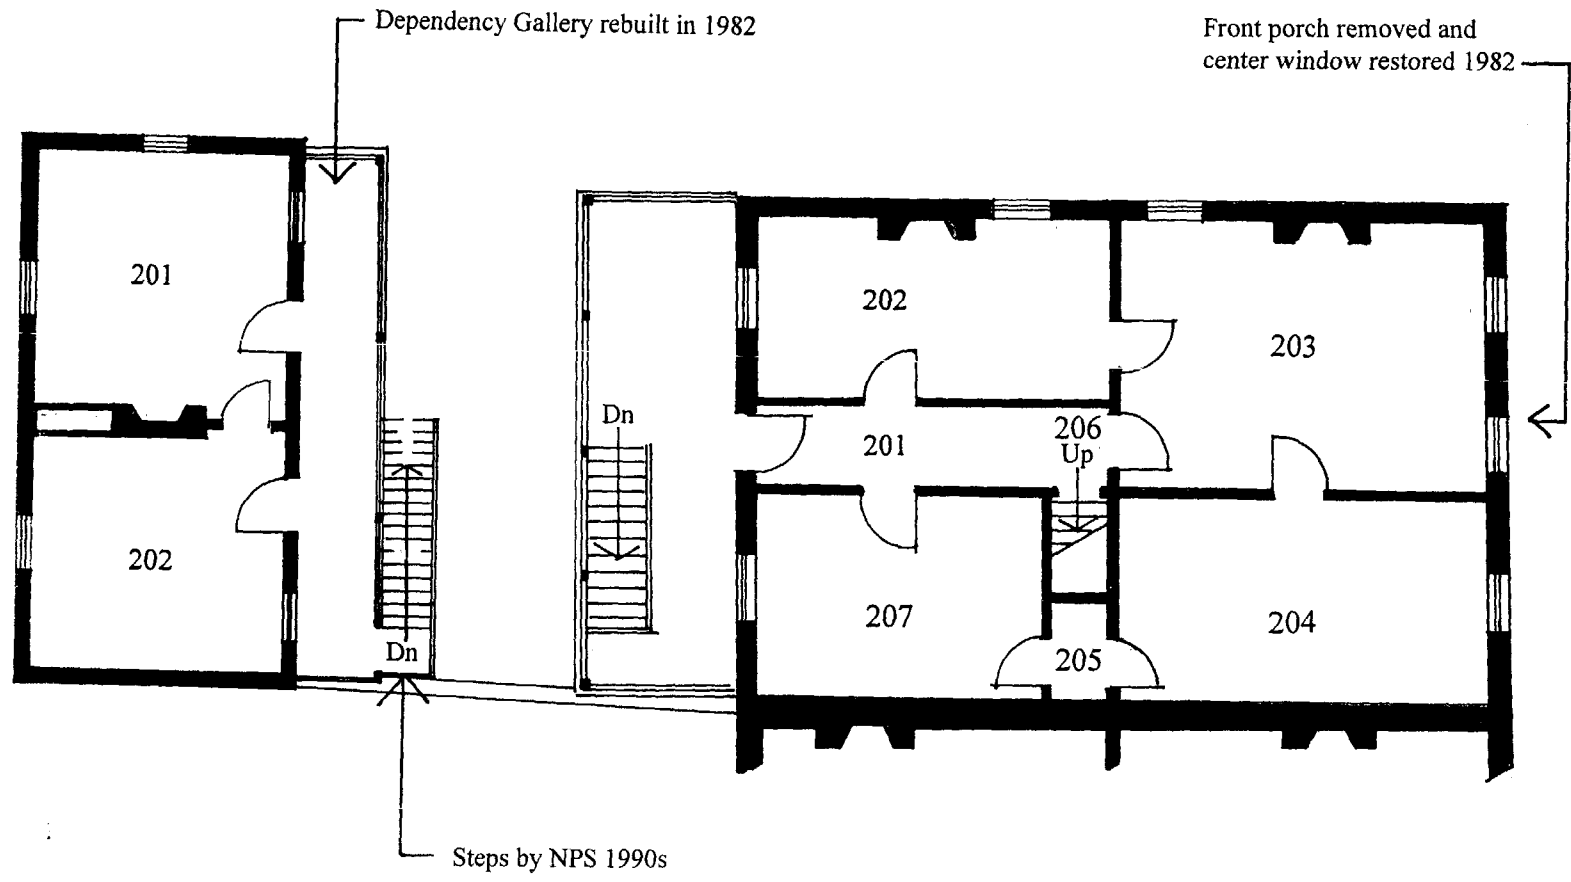 Dependency Gallery rebuilt in 1982
Front porch removed and
center window restored 1982
201
202
Dn
Dn
202
203
201
206
Up
207
205
204
Steps by NPS 1990s